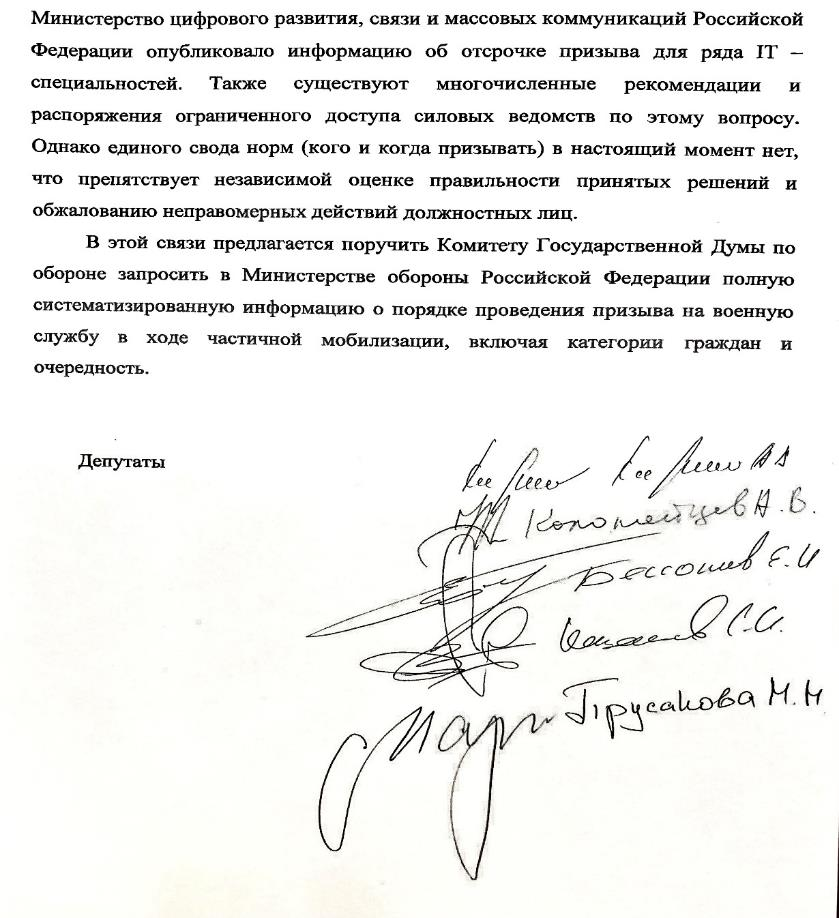 Министерство цифрового развития, связи и массовых коммуникаций Российской
Федерации опубликовало информацию об отсрочке призыва для ряда IT –
специальностей. Также существуют многочисленные рекомендации и
распоряжения ограниченного доступа силовых ведомств по этому вопросу.
Однако единого свода норм (кого и когда призывать) в настоящий момент нет,
что препятствует независимой оценке правильности принятых решений и
обжалованию неправомерных действий должностных лиц.
В этой связи предлагается поручить Комитету Государственной Думы по
обороне запросить в Министерстве обороны Российской Федерации полную
систематизированную информацию о порядке проведения призыва на военную
службу в ходе частичной мобилизации, включая категории граждан и
очередность.
Депутаты
Коломейцев Н.В.
Бессонов Е.И
С.И.
Прусакова М.Н